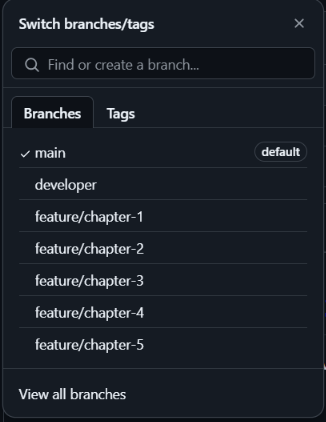 Switch branches/tags
Find or create a branch...
Branches Tags
main default
developer
feature/chapter-1
feature/chapter-2
feature/chapter-3
feature/chapter-4
feature/chapter-5
View all branches